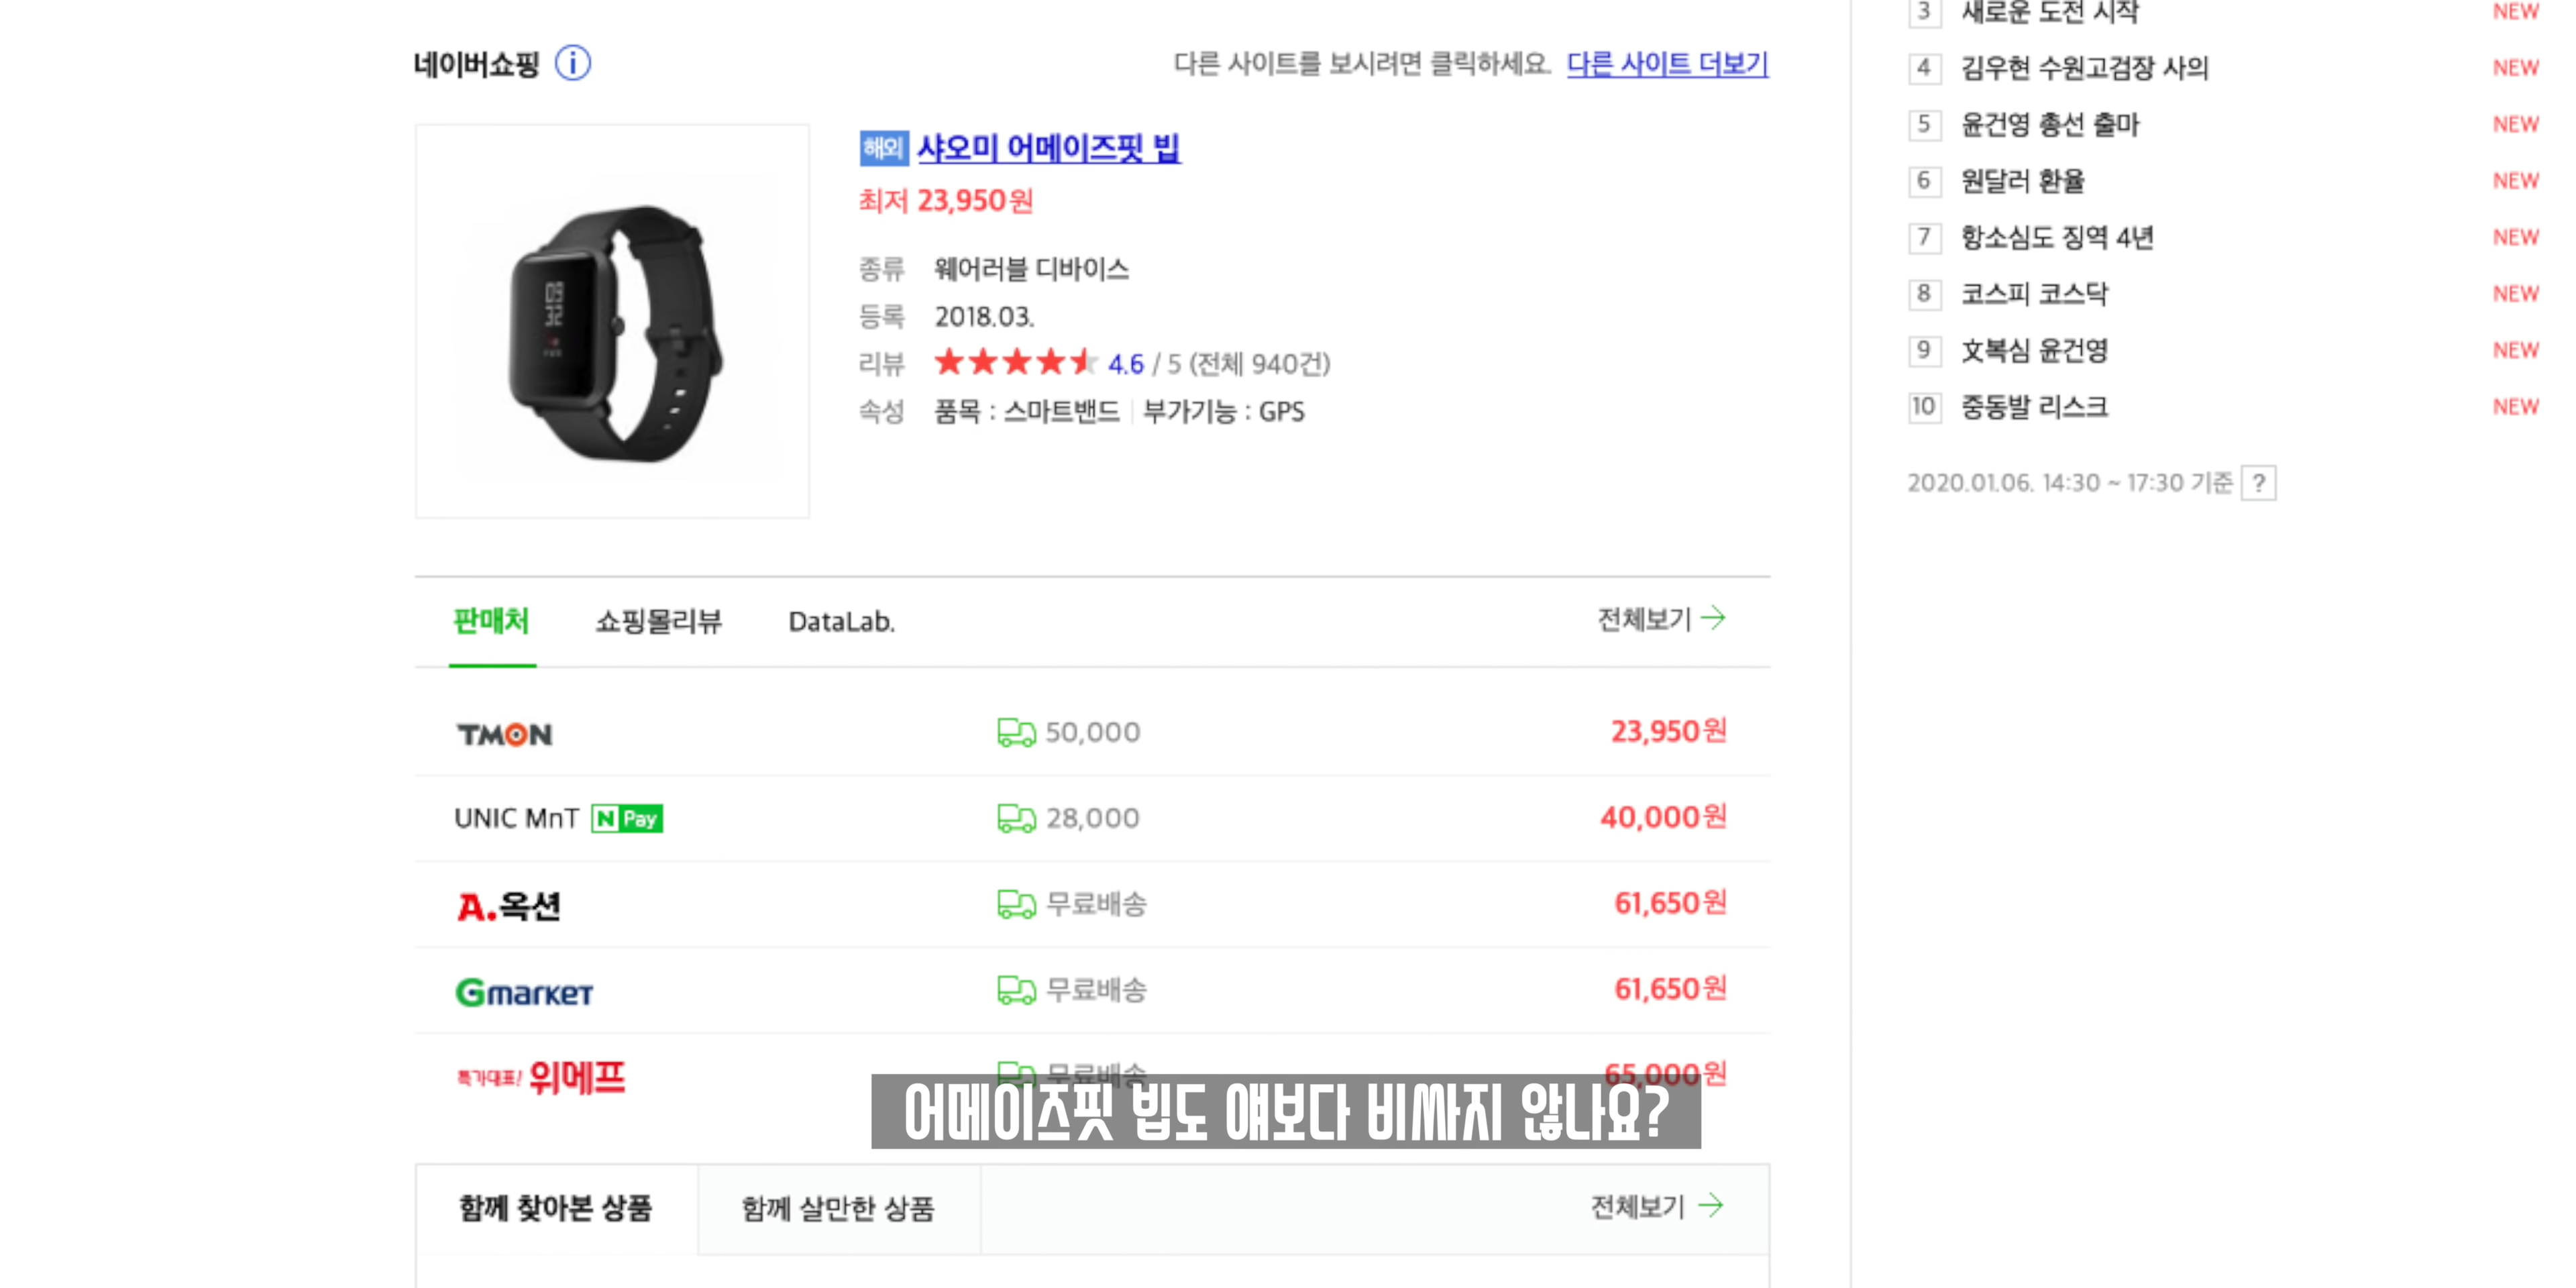 네이버쇼핑 i
다른 사이트를 보시려면 클릭하세요. 다른 사이트 더보기
해외 샤오미 어메이즈핏 빕
최저 23,950원
종류 웨어러블 디바이스
등록 2018.03.
리뷰 4.6 / 5 (전체 940건)
속성 품목 : 스마트밴드 부가기능 : GPS
판매처 쇼핑몰리뷰 DataLab. 전체보기
TMON 50,000 23,950원
UNIC MnT N Pay 28,000 40,000원
A.옥션 무료배송 61,650원
Gmarket 무료배송 61,650원
특가대표! 위메프 무료배송 65,000원
어메이즈핏 빕도 얘보다 비싸지 않나요?
함께 찾아본 상품 함께 살만한 상품 전체보기
3 새로운 도전 시작 NEW
4 김우현 수원고검장 사의 NEW
5 윤건영 총선 출마 NEW
6 원달러 환율 NEW
7 항소심도 징역 4년 NEW
8 코스피 코스닥 NEW
9 文복심 윤건영 NEW
10 중동발 리스크 NEW
2020.01.06. 14:30 ~ 17:30 기준 ?